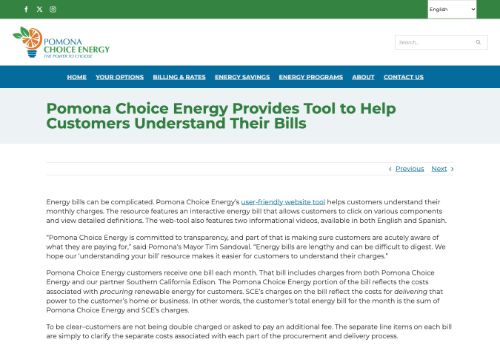 English
POMONA
CHOICE ENERGY
THE POWER TO CHOOSE
Search...
HOME YOUR OPTIONS BILLING & RATES ENERGY SAVINGS ENERGY PROGRAMS ABOUT CONTACT US
Pomona Choice Energy Provides Tool to Help
Customers Understand Their Bills
Previous Next
Energy bills can be complicated. Pomona Choice Energy's user-friendly website tool helps customers understand their
monthly charges. The resource features an interactive energy bill that allows customers to click on various components
and view detailed definitions. The web-tool also features two informational videos, available in both English and Spanish.
"Pomona Choice Energy is committed to transparency, and part of that is making sure customers are acutely aware of
what they are paying for," said Pomona's Mayor Tim Sandoval. "Energy bills are lengthy and can be difficult to digest. We
hope our 'understanding your bill' resource makes it easier for customers to understand their charges."
Pomona Choice Energy customers receive one bill each month. That bill includes charges from both Pomona Choice
Energy and our partner Southern California Edison. The Pomona Choice Energy portion of the bill reflects the costs
associated with procuring renewable energy for customers. SCE's charges on the bill reflect the costs for delivering that
power to the customer's home or business. In other words, the customer's total energy bill for the month is the sum of
Pomona Choice Energy and SCE's charges.
To be clear–customers are not being double charged or asked to pay an additional fee. The separate line items on each bill
are simply to clarify the separate costs associated with each part of the procurement and delivery process.